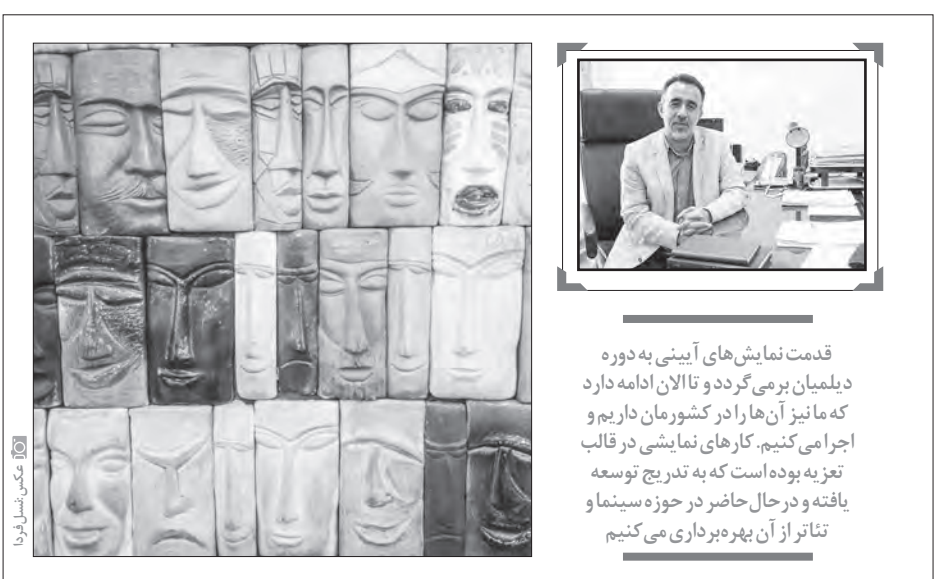 قدمت نمایش‌های آیینی به دوره
دیلمیان برمی‌گردد و تا الان ادامه دارد
که ما نیز آن‌ها را در کشورمان داریم و
اجرا می‌کنیم. کارهای نمایشی در قالب
تعزیه بوده است که به تدریج توسعه
یافته و درحال‌حاضر در حوزه سینما و
تئاتر از آن بهره‌برداری می‌کنیم
عکس: نسل فردا